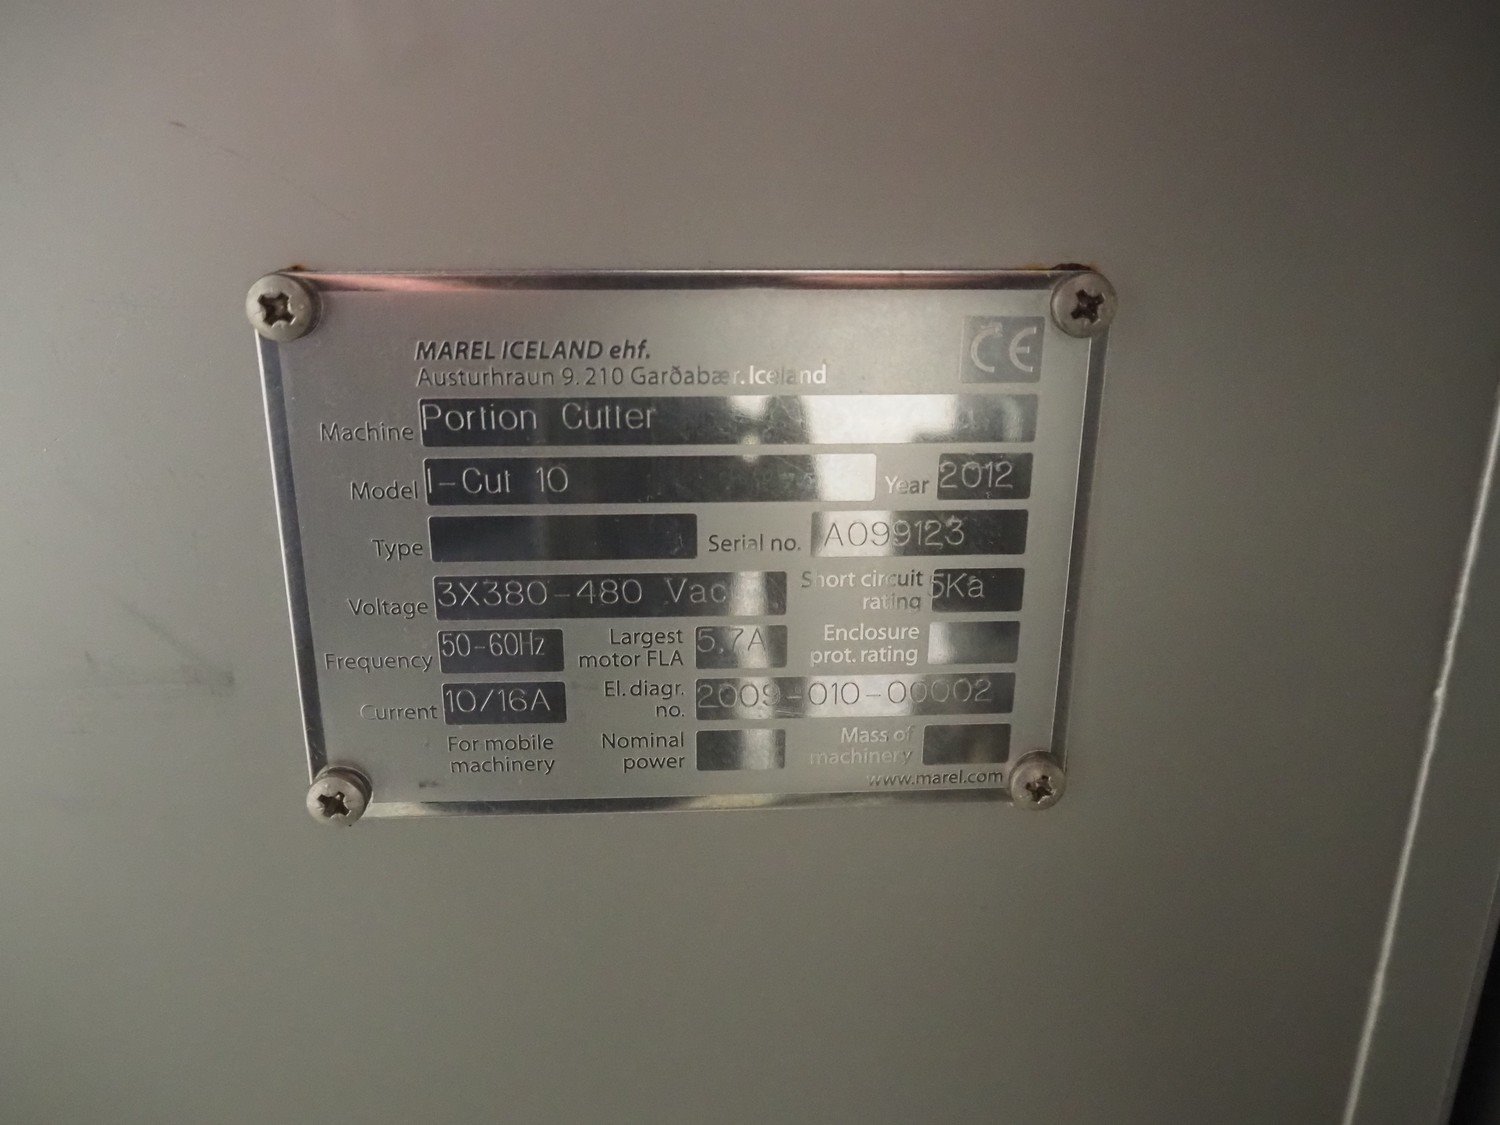 MAREL ICELAND ehf.
Austurhraun 9. 210 Garðabær. Iceland
CE
Machine Portion Cutter
Model I-Cut 10 Year 2012
Type Serial no. A099123
Voltage 3X380-480 Vac Short circuit rating 5Ka
Frequency 50-60Hz Largest motor FLA 5.7A Enclosure prot. rating
Current 10/16A El. diagr. no. 2009-010-00002
For mobile machinery Nominal power Mass of machinery
www.marel.com